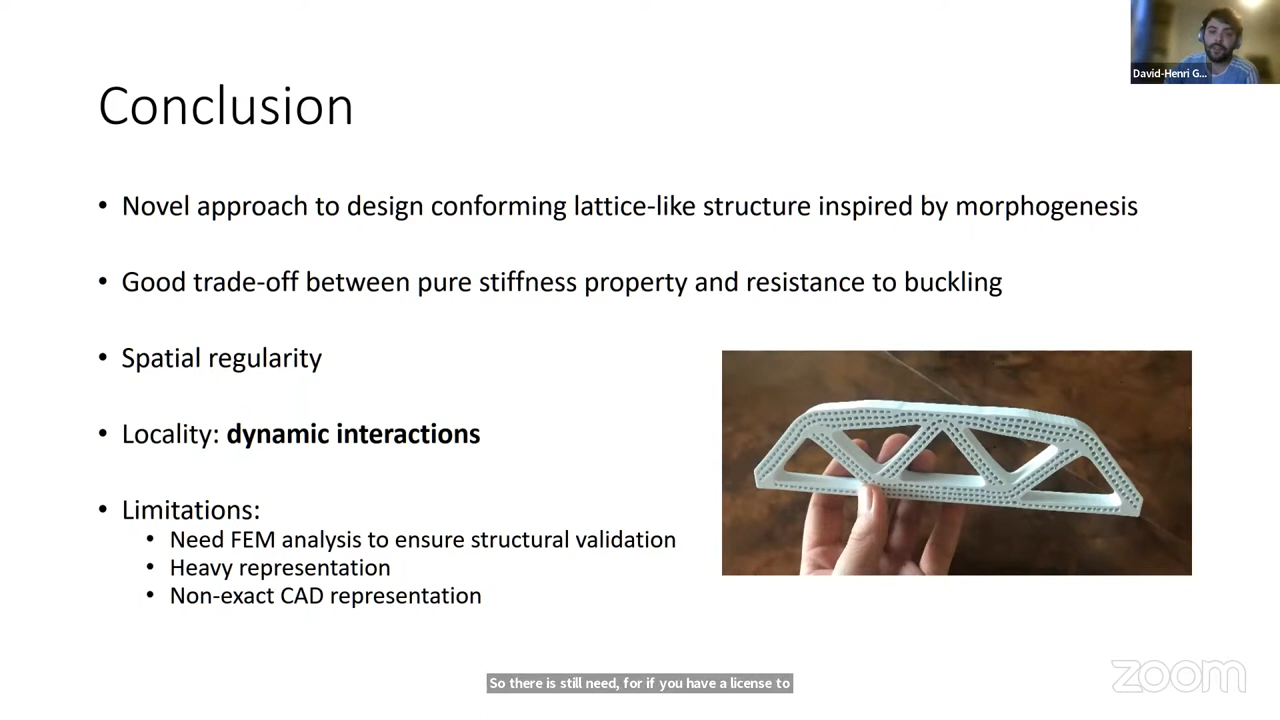 David-Henri G...
Conclusion
• Novel approach to design conforming lattice-like structure inspired by morphogenesis
• Good trade-off between pure stiffness property and resistance to buckling
• Spatial regularity
• Locality: dynamic interactions
• Limitations:
• Need FEM analysis to ensure structural validation
• Heavy representation
• Non-exact CAD representation
So there is still need, for if you have a license to
zoom